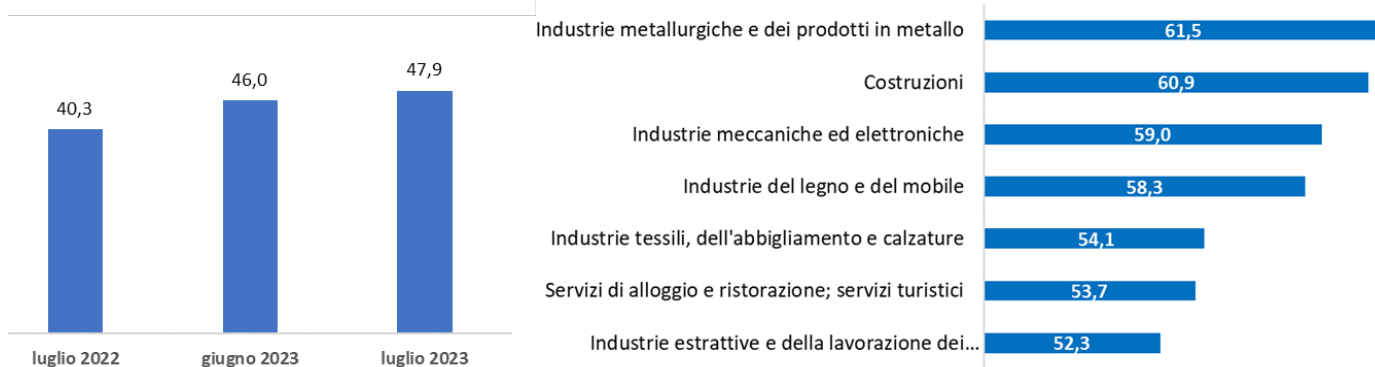 40,3
46,0
47,9
luglio 2022
giugno 2023
luglio 2023
Industrie metallurgiche e dei prodotti in metallo
61,5
Costruzioni
60,9
Industrie meccaniche ed elettroniche
59,0
Industrie del legno e del mobile
58,3
Industrie tessili, dell'abbigliamento e calzature
54,1
Servizi di alloggio e ristorazione; servizi turistici
53,7
Industrie estrattive e della lavorazione dei...
52,3